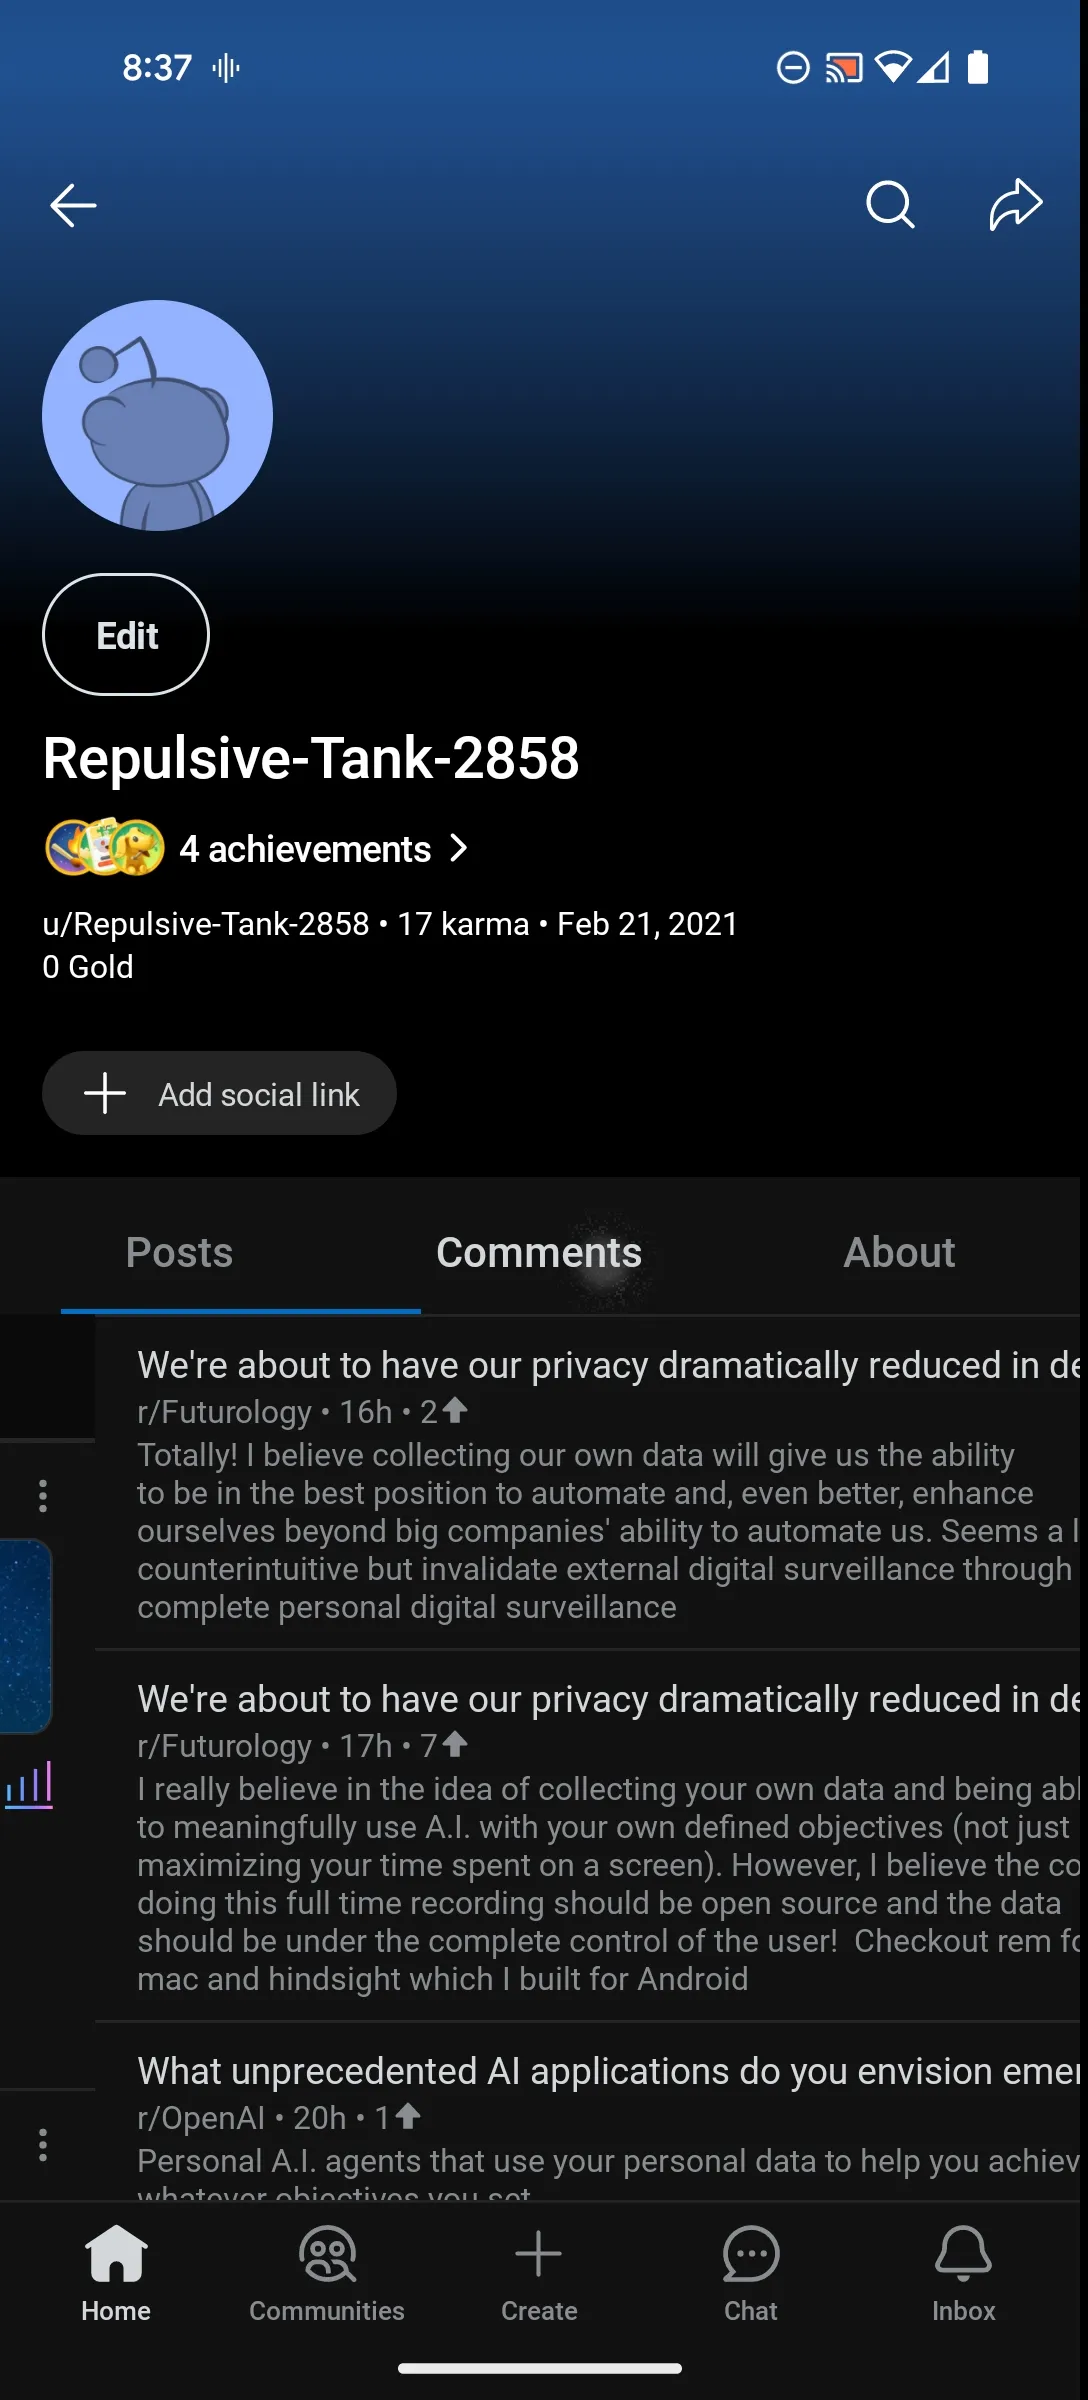 8:37
Edit
Repulsive-Tank-2858
4 achievements
u/Repulsive-Tank-2858 • 17 karma • Feb 21, 2021
0 Gold
Add social link
Posts Comments About
We're about to have our privacy dramatically reduced in de
r/Futurology • 16h • 2
Totally! I believe collecting our own data will give us the ability
to be in the best position to automate and, even better, enhance
ourselves beyond big companies' ability to automate us. Seems a l
counterintuitive but invalidate external digital surveillance through
complete personal digital surveillance
We're about to have our privacy dramatically reduced in de
r/Futurology • 17h • 7
I really believe in the idea of collecting your own data and being abl
to meaningfully use A.I. with your own defined objectives (not just
maximizing your time spent on a screen). However, I believe the co
doing this full time recording should be open source and the data
should be under the complete control of the user!  Checkout rem fo
mac and hindsight which I built for Android
What unprecedented AI applications do you envision emer
r/OpenAI • 20h • 1
Personal A.I. agents that use your personal data to help you achiev
whatever objectives you set
Home Communities Create Chat Inbox